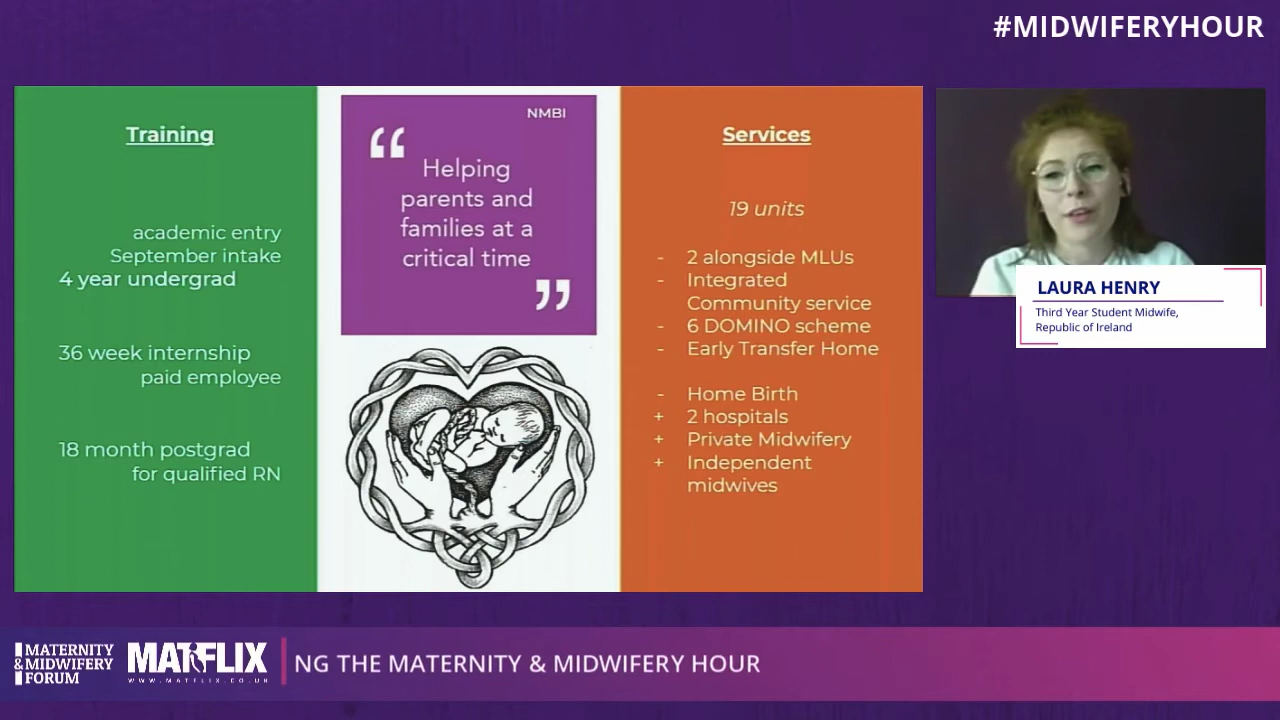 #MIDWIFERYHOUR
Training
academic entry
September intake
4 year undergrad
36 week internship
paid employee
18 month postgrad
for qualified RN
NMBI
“
Helping
parents and
families at a
critical time
”
Services
19 units
- 2 alongside MLUs
- Integrated
Community service
- 6 DOMINO scheme
- Early Transfer Home
- Home Birth
+ 2 hospitals
+ Private Midwifery
+ Independent
midwives
LAURA HENRY
Third Year Student Midwife,
Republic of Ireland
MATERNITY
& MIDWIFERY
FORUM
MATFLIX
WWW.MATFLIX.CO.UK
NG THE MATERNITY & MIDWIFERY HOUR